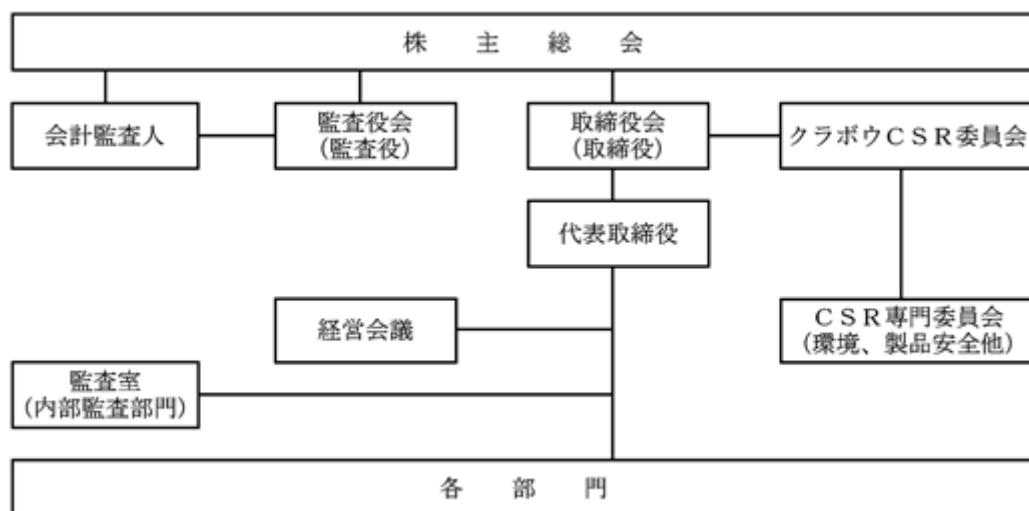 株主総会
会計監査人
監査役会
(監査役)
取締役会
(取締役)
クラボウCSR委員会
代表取締役
経営会議
CSR専門委員会
(環境、製品安全他)
監査室
(内部監査部門)
各部門